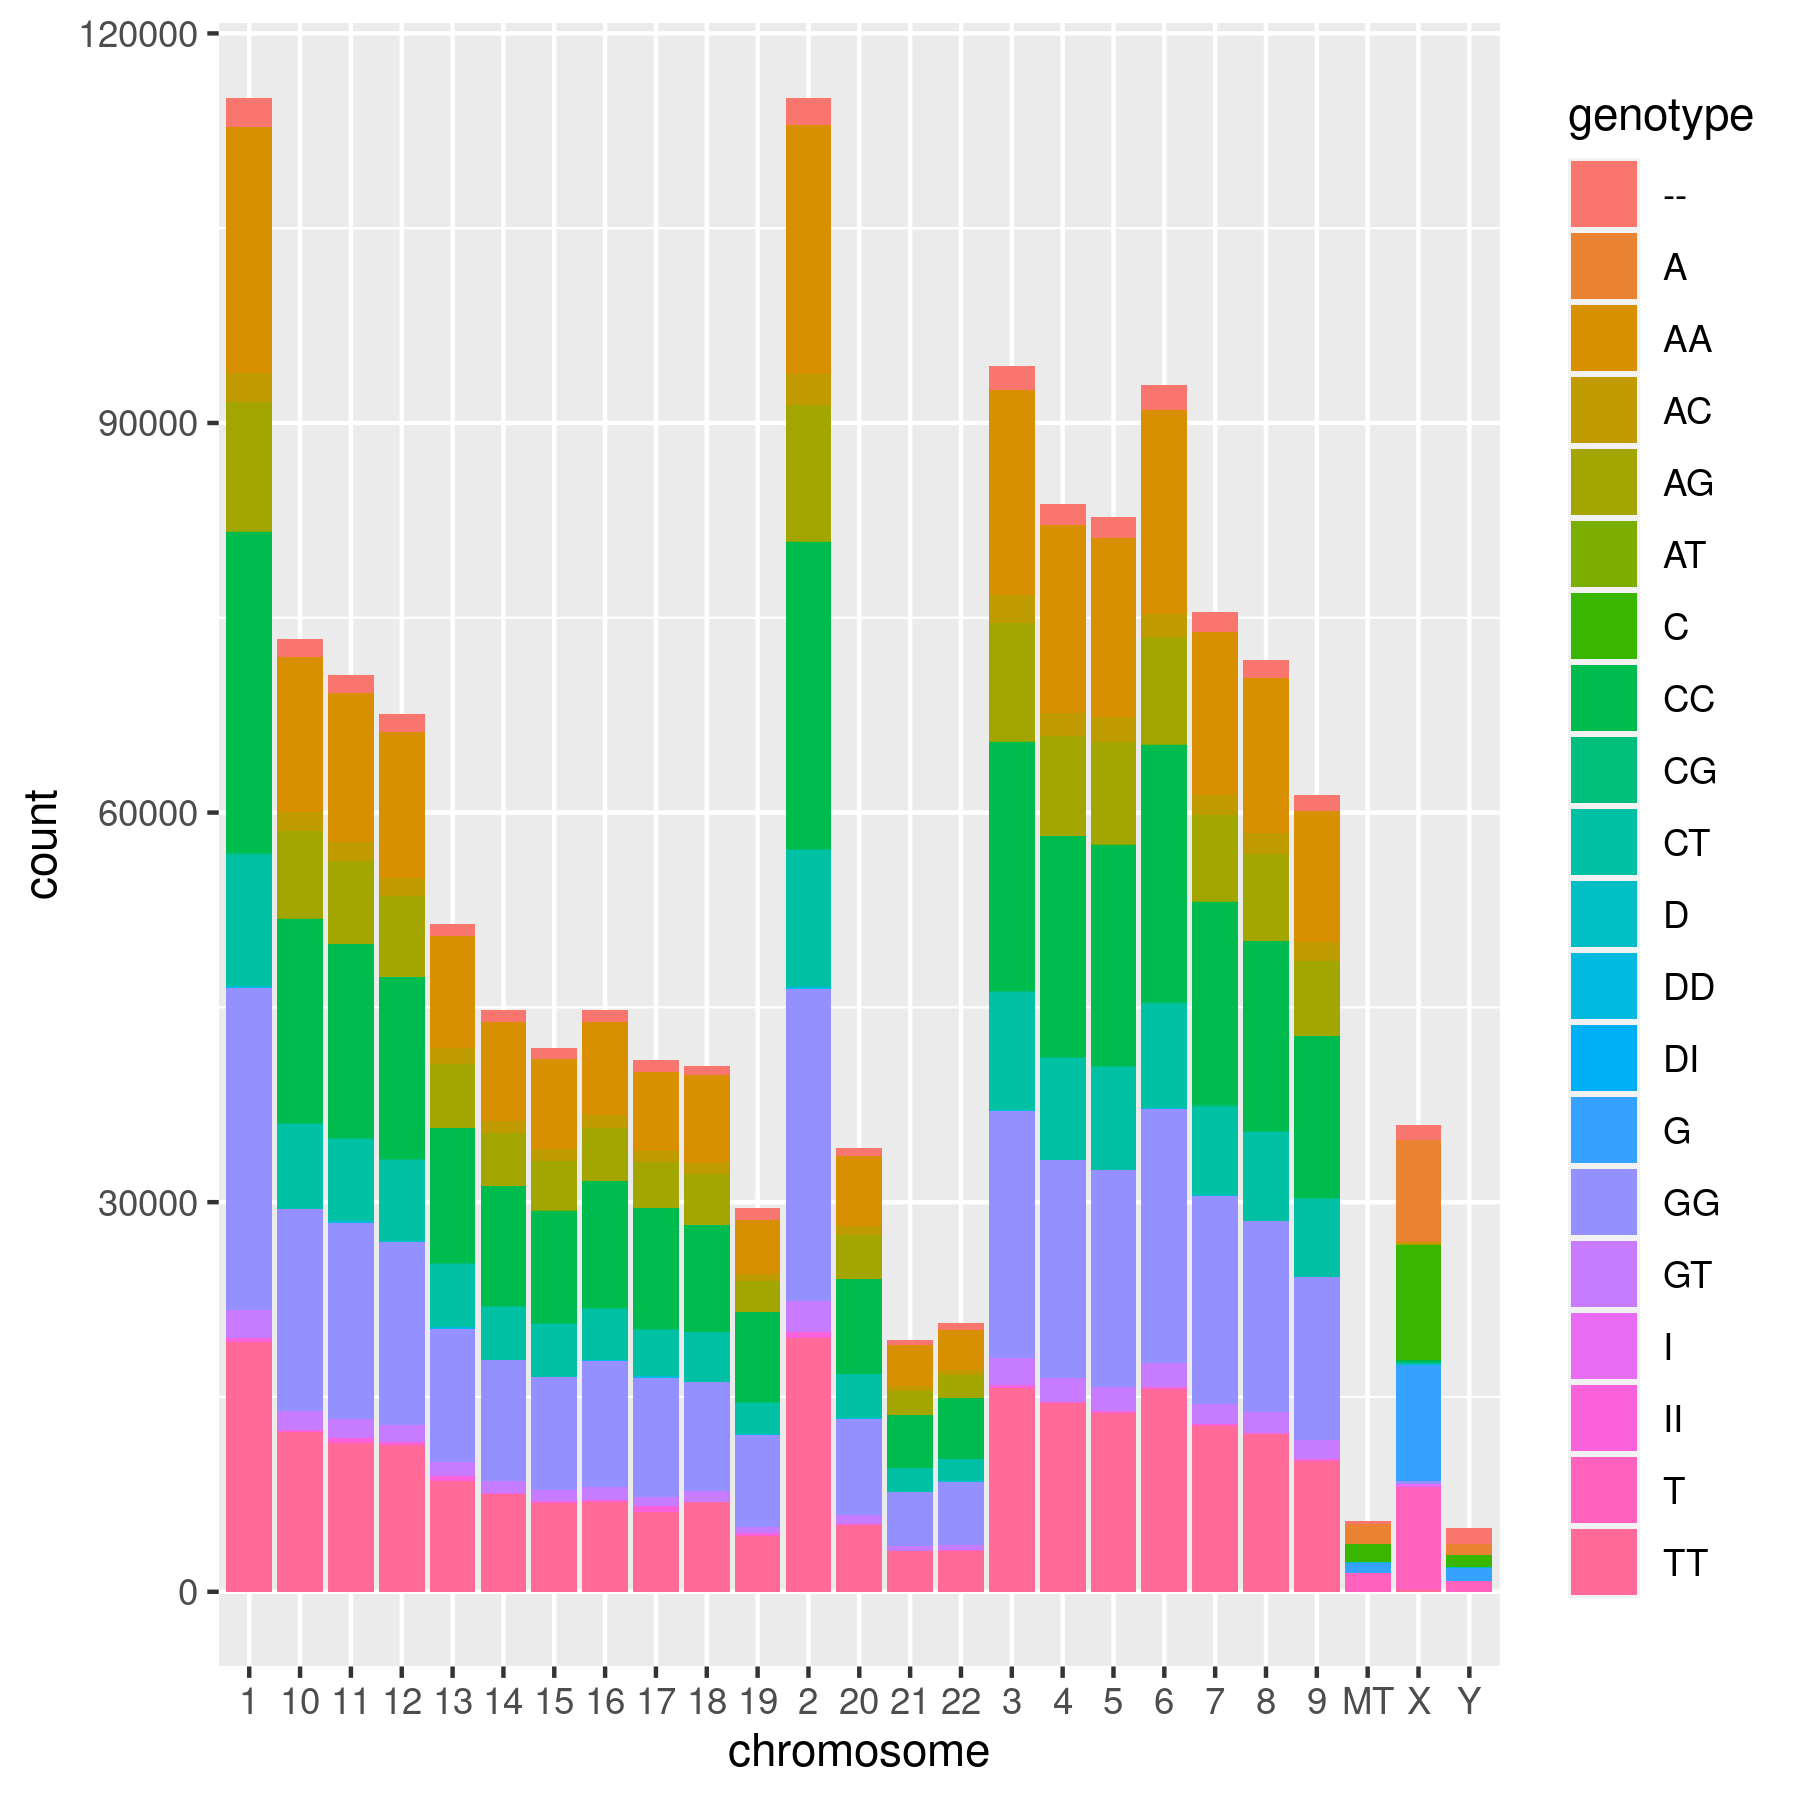 120000
90000
60000
30000
0
count
1 10 11 12 13 14 15 16 17 18 19 2 20 21 22 3 4 5 6 7 8 9 MT X Y
chromosome
genotype
--
A
AA
AC
AG
AT
C
CC
CG
CT
D
DD
DI
G
GG
GT
I
II
T
TT